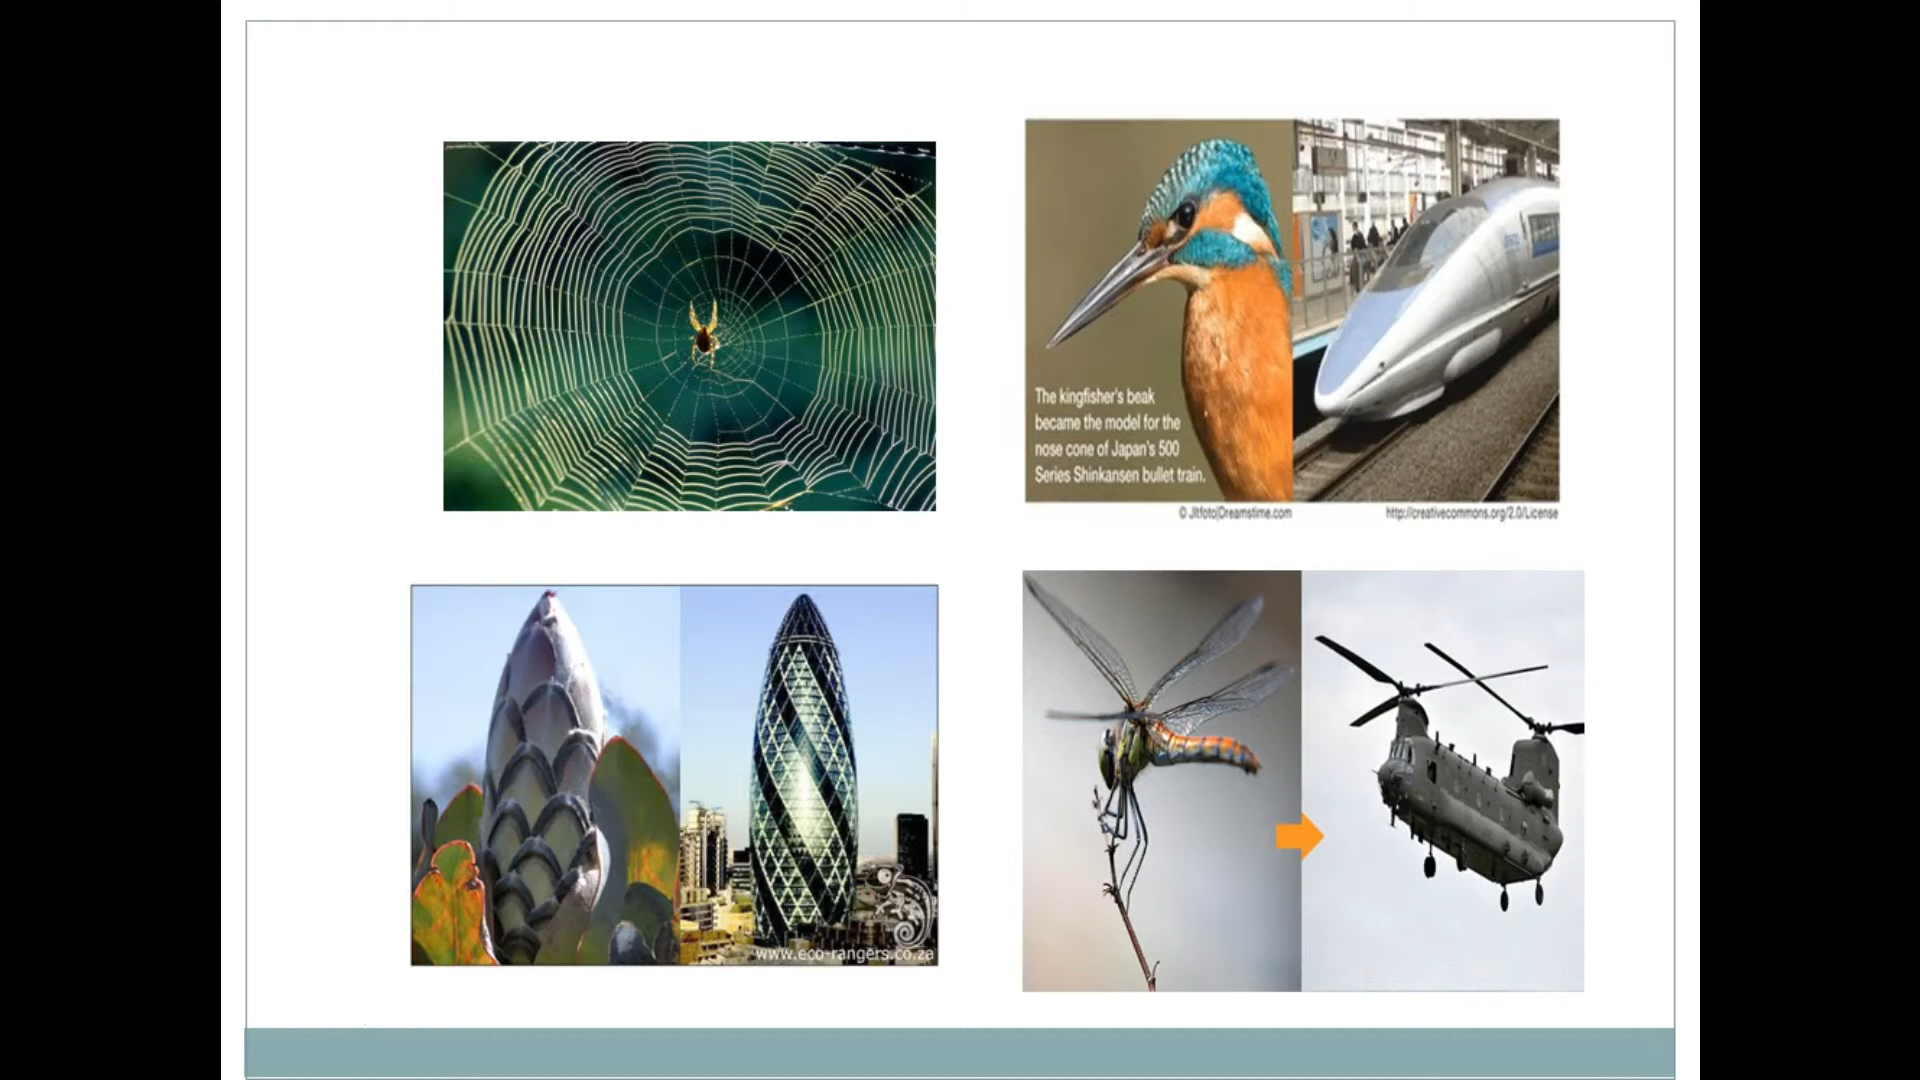 The kingfisher's beak
became the model for the
nose cone of Japan's 500
Series Shinkansen bullet train.
© Jltfoto|Dreamstime.com
http://creativecommons.org/2.0/License
www.eco-rangers.co.za